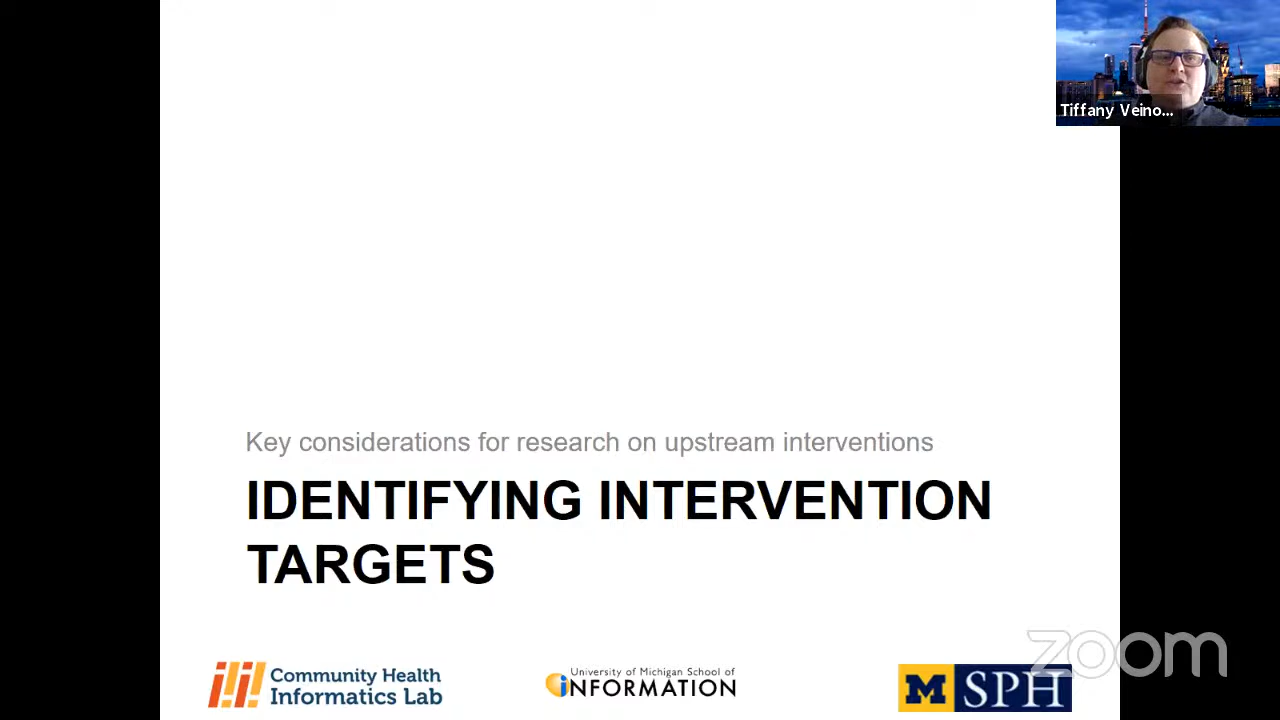 Tiffany Veino...
Key considerations for research on upstream interventions
IDENTIFYING INTERVENTION
TARGETS
zoom
Community Health
Informatics Lab
University of Michigan School of
iNFORMATION
M SPH